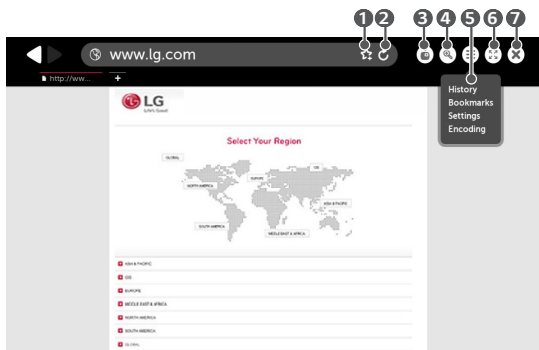 1 2 3 4 5 6 7
www.lg.com
http://ww... +
History
Bookmarks
Settings
Encoding
LG
Life's Good
Select Your Region
GLOBAL
CIS
EUROPE
NORTH AMERICA
ASIA & PACIFIC
SOUTH AMERICA
MIDDLE EAST & AFRICA
ASIA & PACIFIC
CIS
EUROPE
MIDDLE EAST & AFRICA
NORTH AMERICA
SOUTH AMERICA
GLOBAL